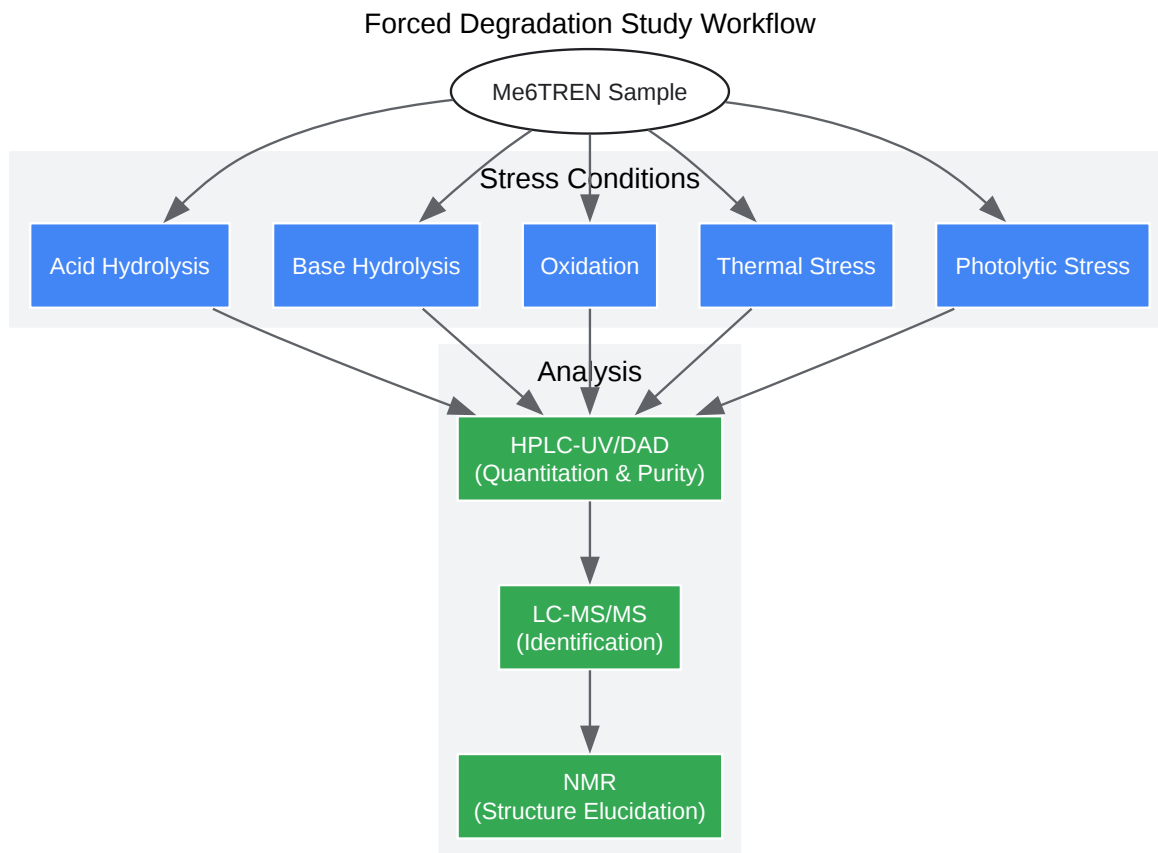 Forced Degradation Study Workflow
Me6TREN Sample
Stress Conditions
Acid Hydrolysis
Base Hydrolysis
Oxidation
Thermal Stress
Photolytic Stress
Analysis
HPLC-UV/DAD
(Quantitation & Purity)
LC-MS/MS
(Identification)
NMR
(Structure Elucidation)